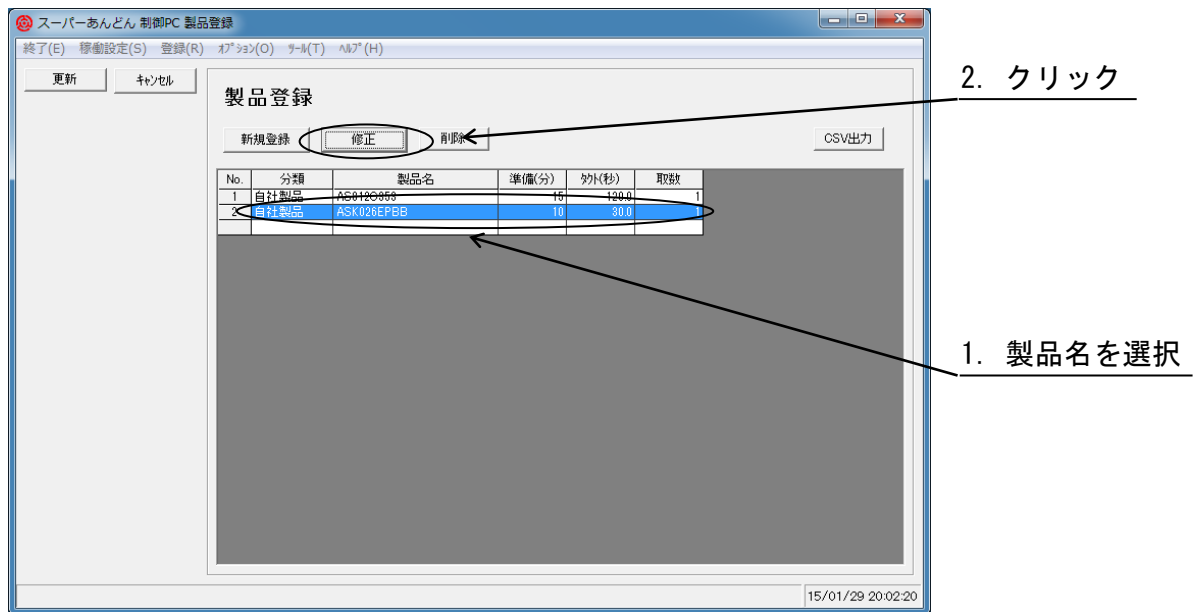 スーパーあんどん 制御PC 製品登録
終了(E) 稼働設定(S) 登録(R) ｵﾌﾟｼｮﾝ(O) ﾂｰﾙ(T) ﾍﾙﾌﾟ(H)
更新 ｷｬﾝｾﾙ
製品登録
2. クリック
新規登録 修正 削除 CSV出力
No. 分類 製品名 準備(分) ﾀｸﾄ(秒) 取数
1 自社製品 15 120.0 1
2 自社製品 ASK026EPBB 10 30.0 1
1. 製品名を選択
15/01/29 20:02:20